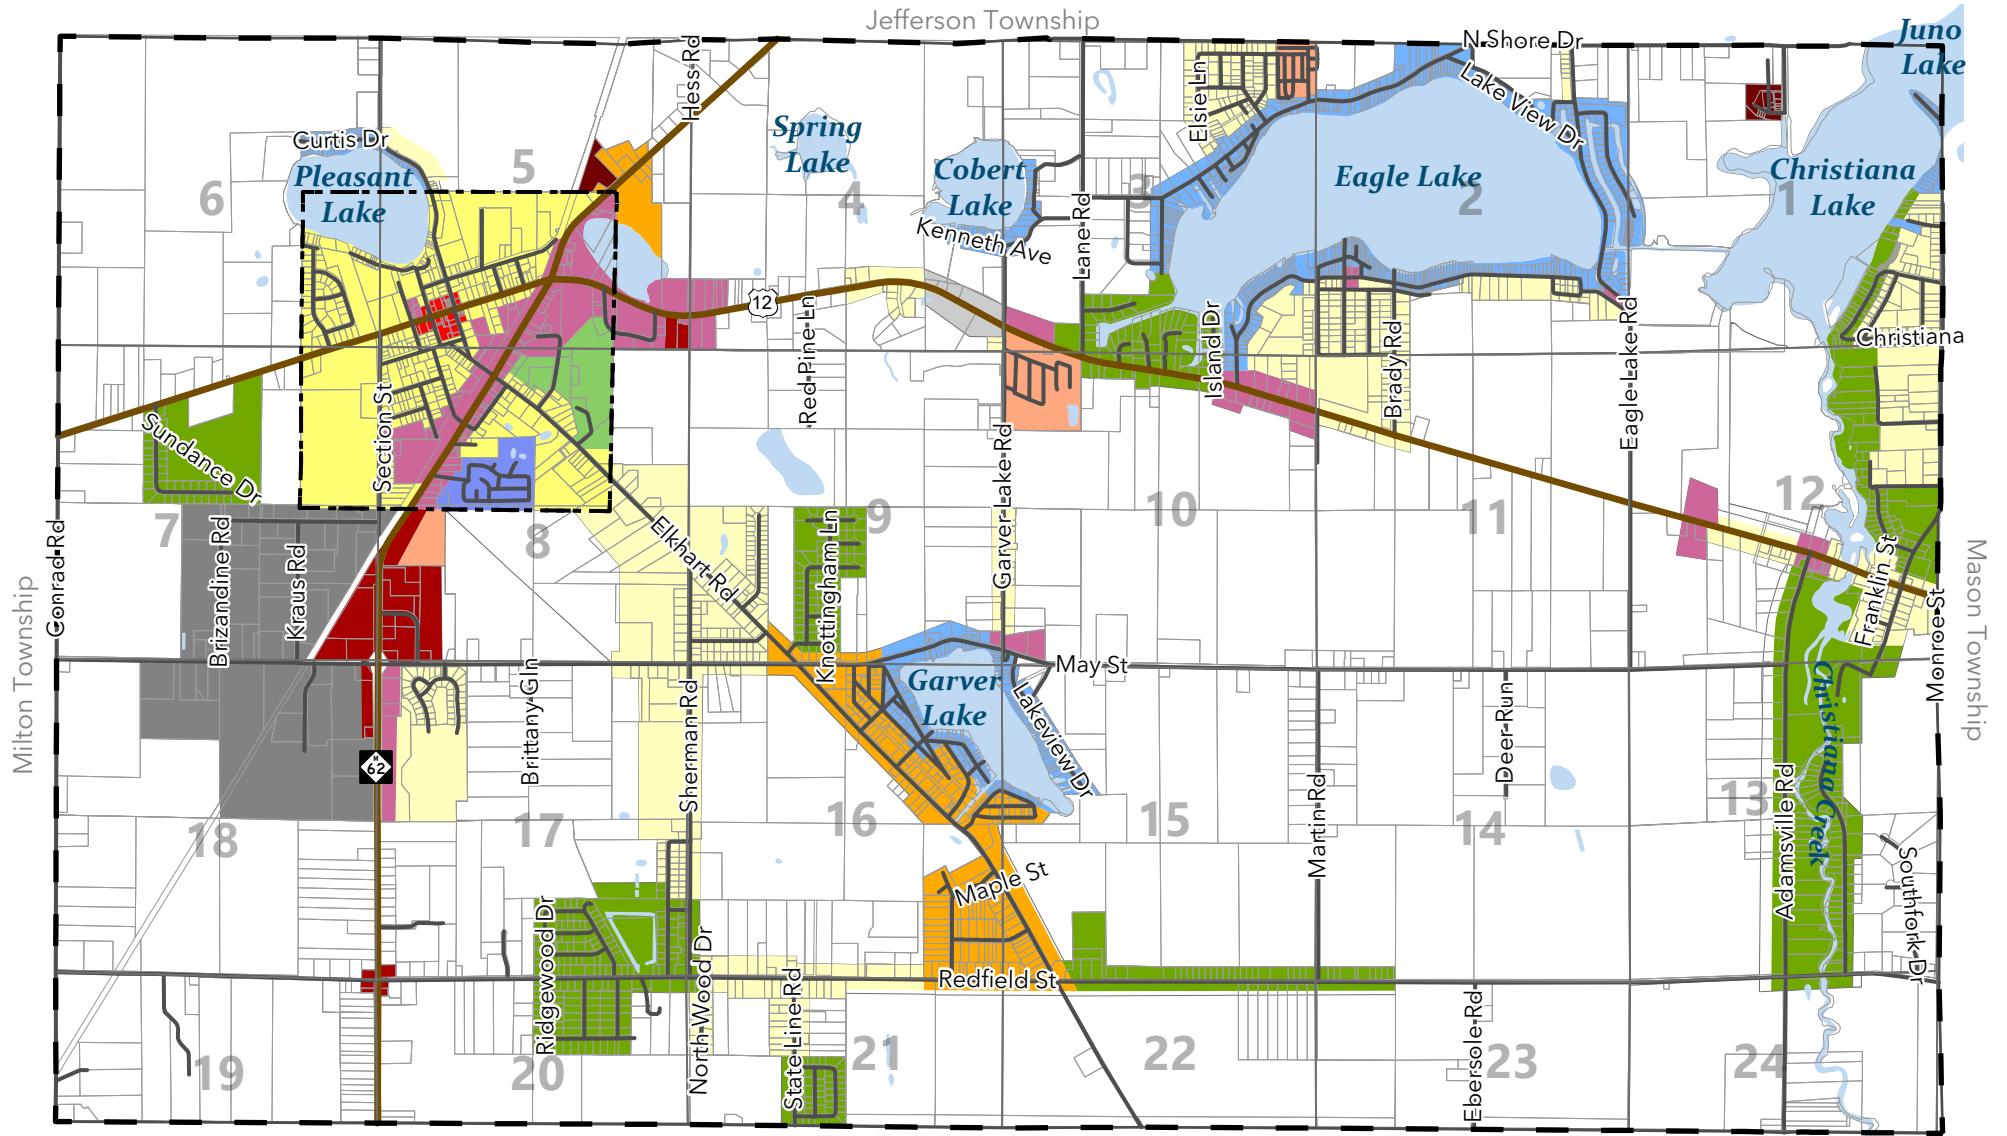 Jefferson Township
Juno
Lake
N Shore Dr
Hess Rd
Elsie Ln
Lake View Dr
Curtis Dr
Spring
Lake
5
Pleasant
Lake
6
4
Cobert
Lake
3
Eagle Lake
2
Christiana
Lake
1
Kenneth Ave
Lane Rd
12
Red Pine Ln
Island Dr
Brady Rd
Eagle Lake Rd
Christiana
Section St
Sundance Dr
Garver Lake Rd
7
8
9
10
11
12
Conrad Rd
Brizandine Rd
Kraus Rd
Elkhart Rd
Knottingham Ln
Franklin St
Monroe St
Milton Township
Mason Township
May St
Garver
Lake
Lakeview Dr
Brittany Gln
Sherman Rd
Deer Run
Christiana Creek
M
62
Martin Rd
Adamsville Rd
18
17
16
15
14
13
Southfork Dr
Maple St
Ridgewood Dr
North Wood Dr
State Line Rd
Redfield St
Ebersole Rd
19
20
21
22
23
24